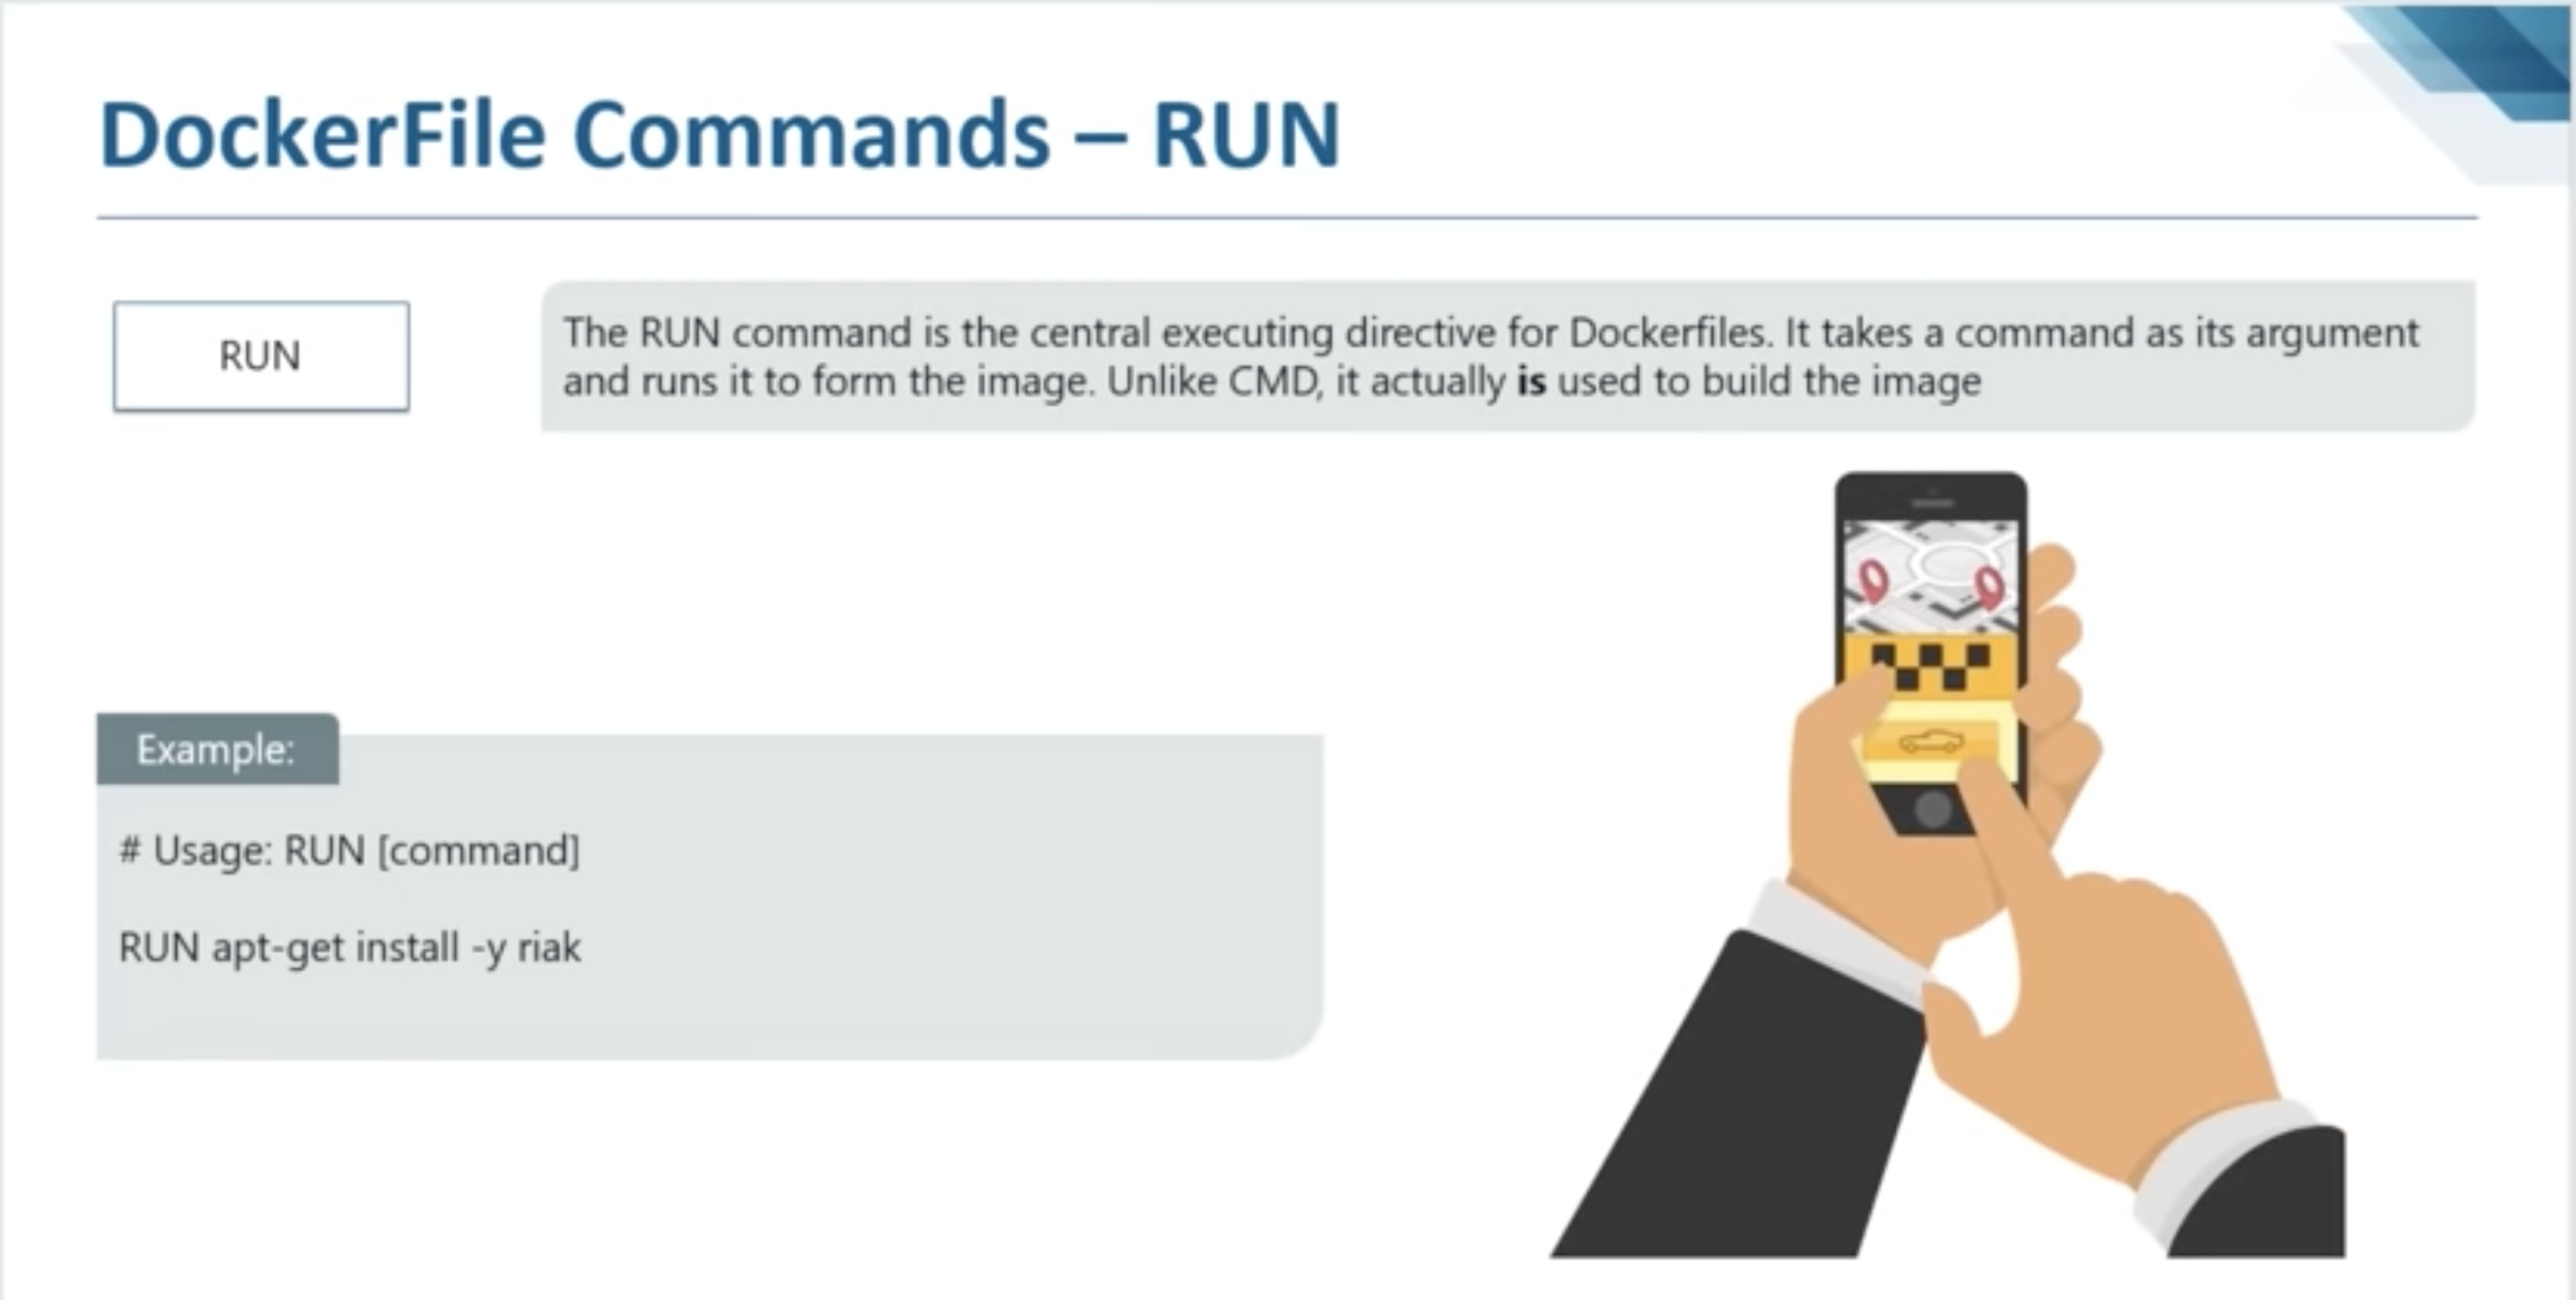 DockerFile Commands – RUN
RUN
The RUN command is the central executing directive for Dockerfiles. It takes a command as its argument
and runs it to form the image. Unlike CMD, it actually is used to build the image
Example:
# Usage: RUN [command]
RUN apt-get install -y riak